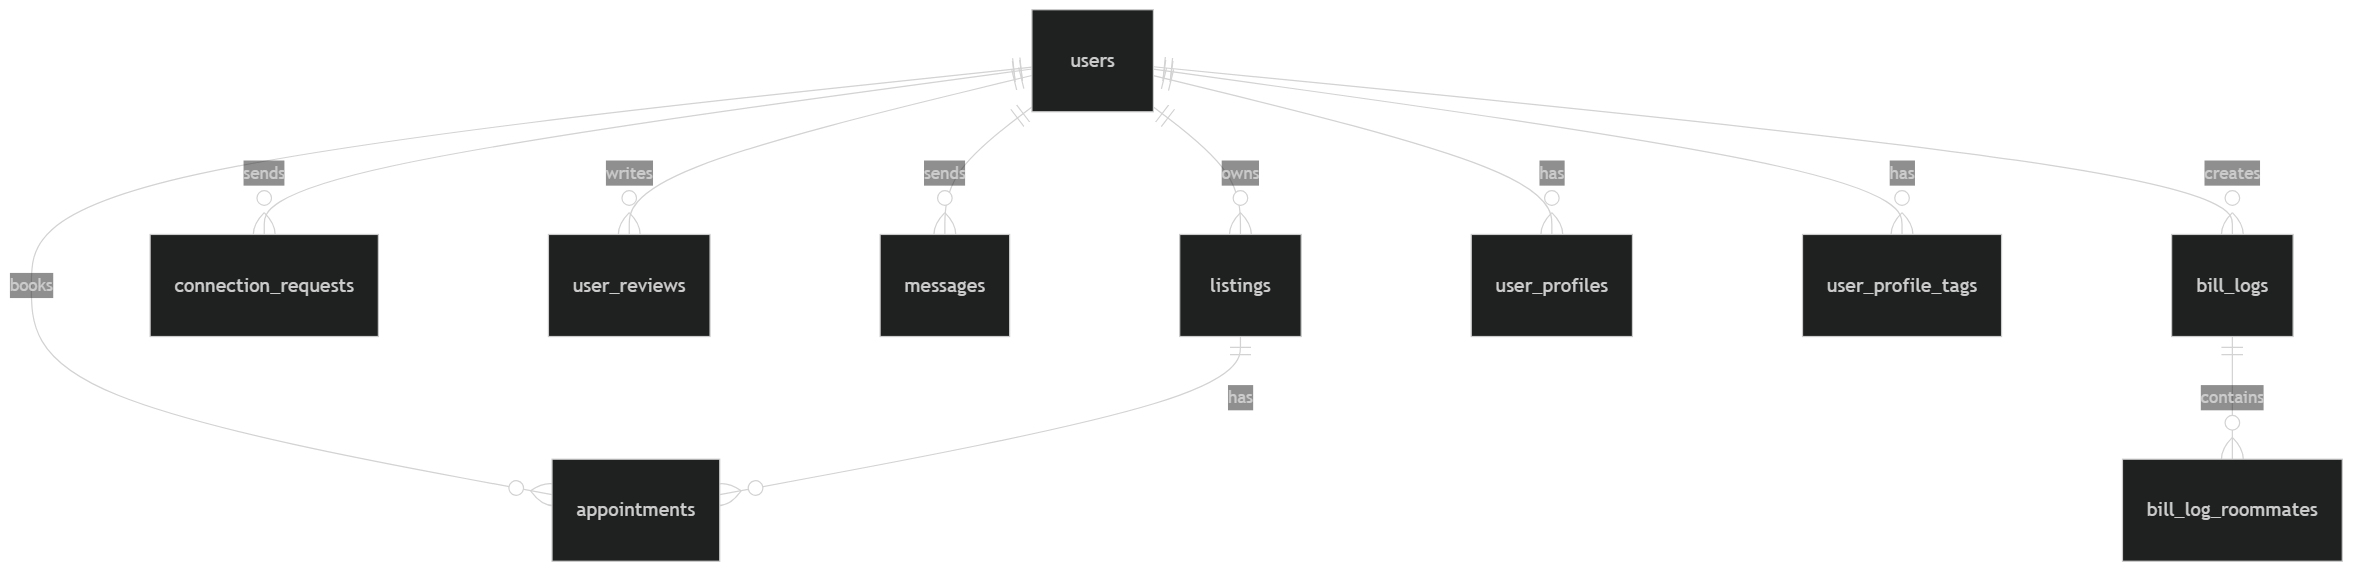 users
sends
writes
sends
owns
has
has
creates
books
connection_requests
user_reviews
messages
listings
user_profiles
user_profile_tags
bill_logs
has
contains
appointments
bill_log_roommates